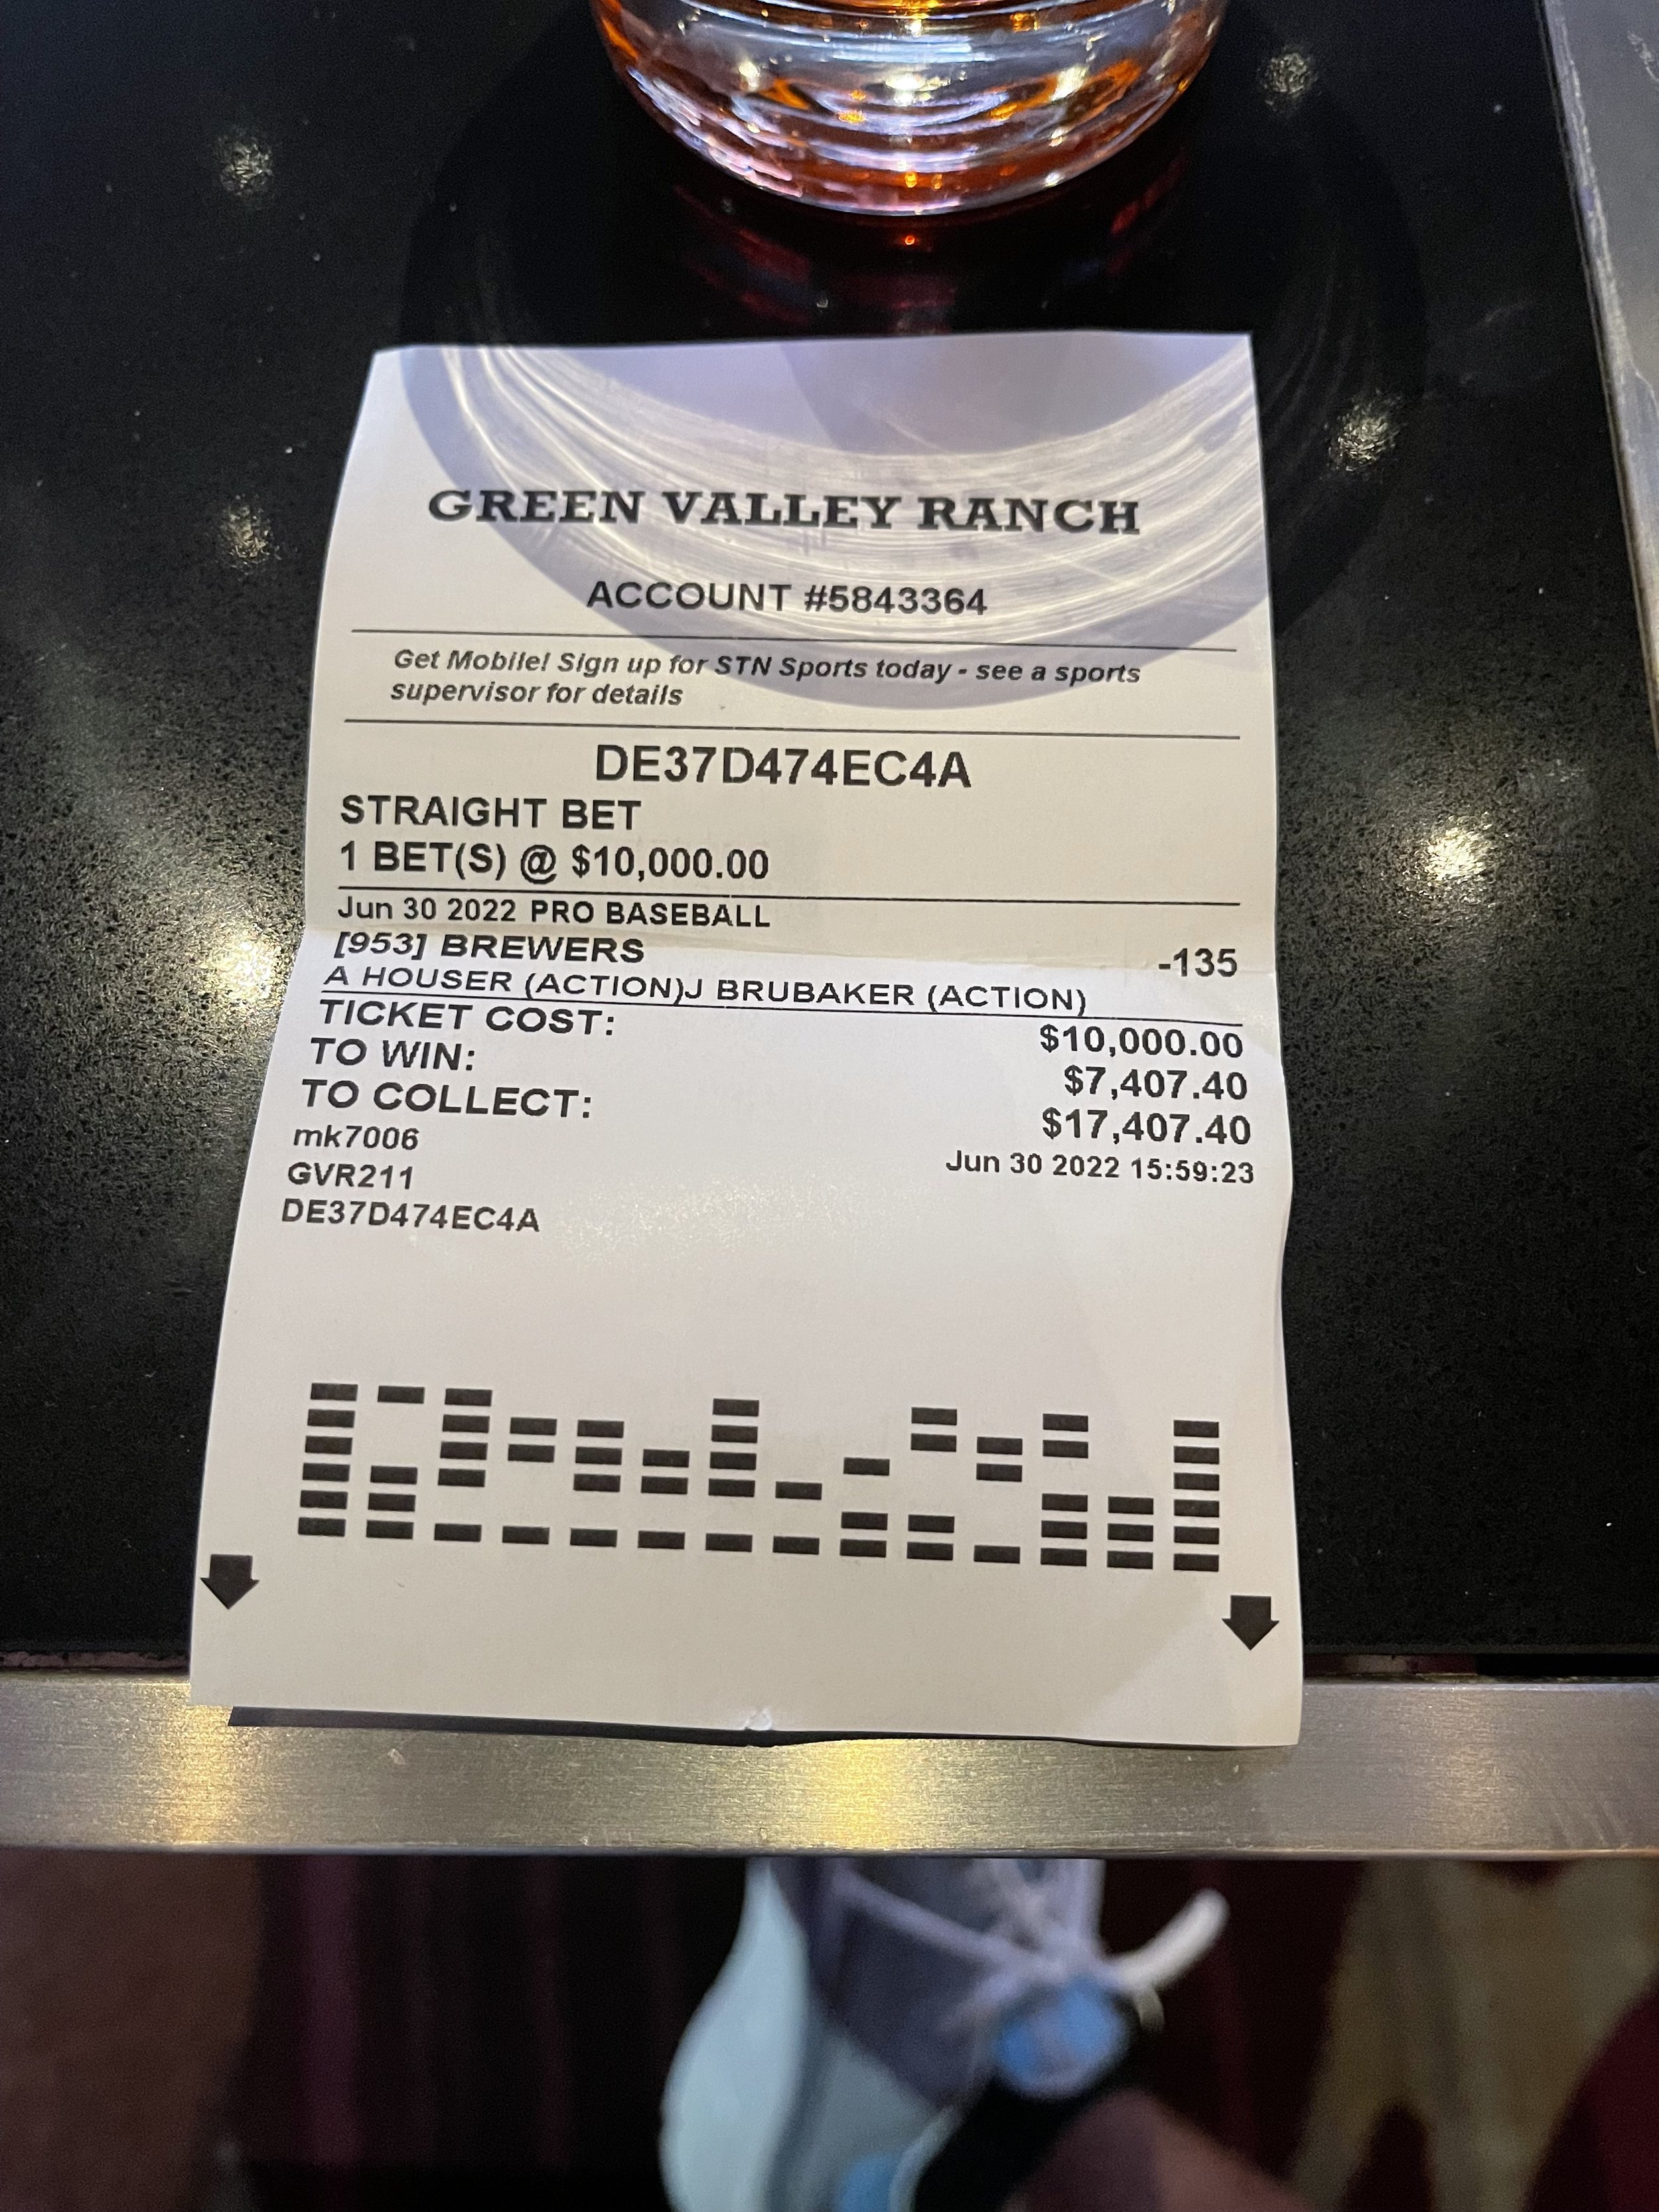 GREEN VALLEY RANCH
ACCOUNT #5843364
Get Mobile! Sign up for STN Sports today - see a sports
supervisor for details
DE37D474EC4A
STRAIGHT BET
1 BET(S) @ $10,000.00
Jun 30 2022 PRO BASEBALL
[953] BREWERS -135
A HOUSER (ACTION)J BRUBAKER (ACTION)
TICKET COST: $10,000.00
TO WIN: $7,407.40
TO COLLECT: $17,407.40
mk7006 Jun 30 2022 15:59:23
GVR211
DE37D474EC4A